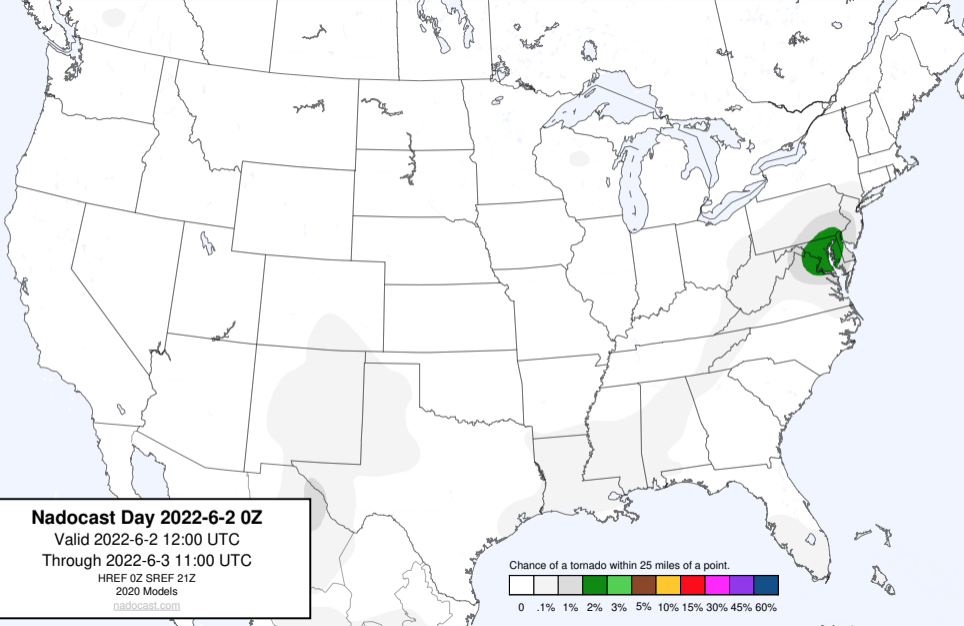 Nadocast Day 2022-6-2 0Z
Valid 2022-6-2 12:00 UTC
Through 2022-6-3 11:00 UTC
HREF 0Z SREF 21Z
2020 Models
nadocast.com
Chance of a tornado within 25 miles of a point.
0 .1% 1% 2% 3% 5% 10% 15% 30% 45% 60%